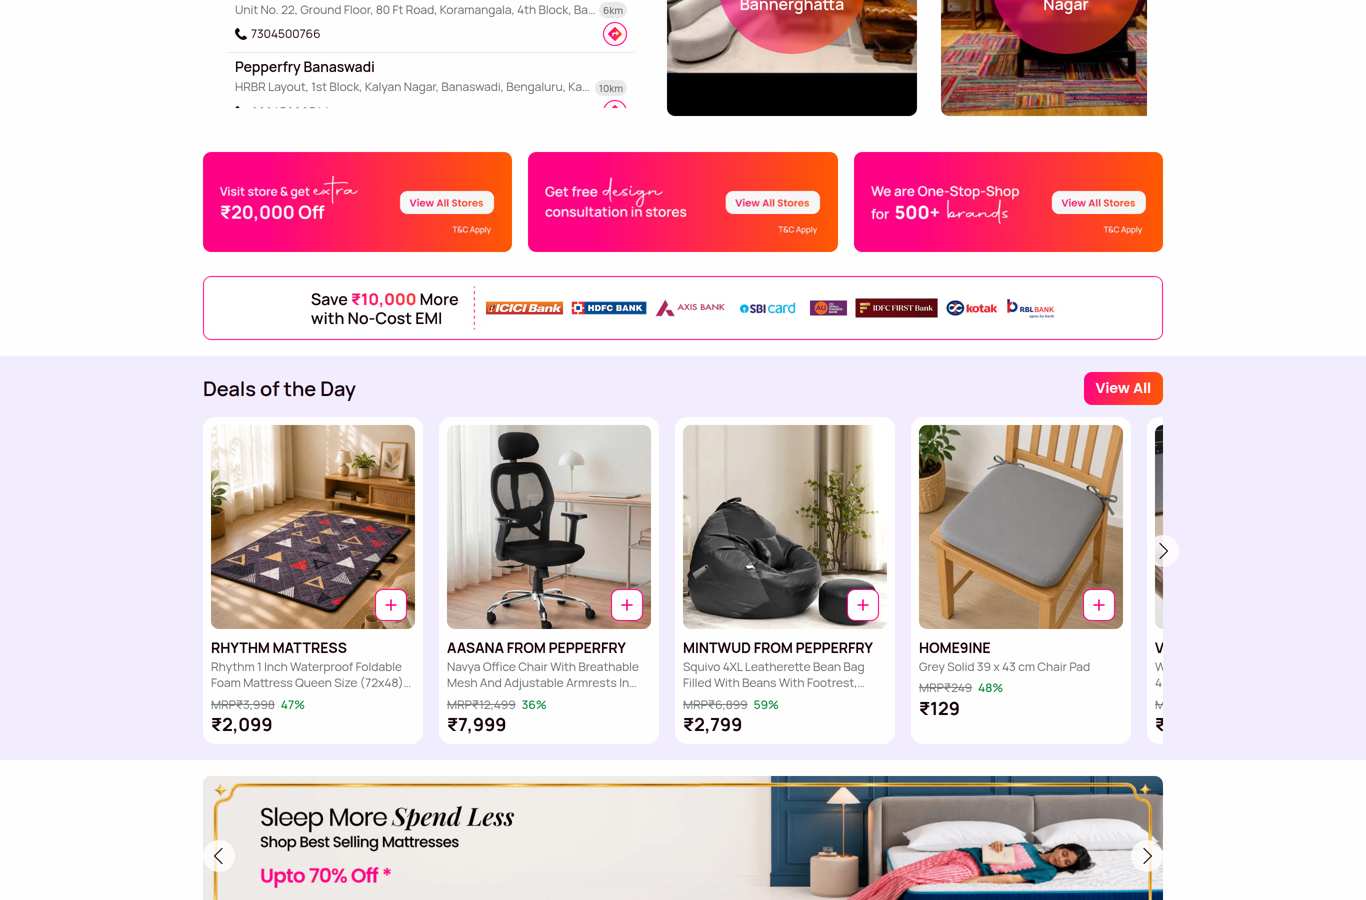 Unit No. 22, Ground Floor, 80 Ft Road, Koramangala, 4th Block, Ba...
6km
7304500766
Pepperfry Banaswadi
HRBR Layout, 1st Block, Kalyan Nagar, Banaswadi, Bengaluru, Ka...
10km
Bannerghatta
Nagar
Visit store & get extra
₹20,000 Off
View All Stores
T&C Apply
Get free design
consultation in stores
View All Stores
T&C Apply
We are One-Stop-Shop
for 500+ brands
View All Stores
T&C Apply
Save ₹10,000 More
with No-Cost EMI
ICICI Bank
HDFC BANK
AXIS BANK
SBI card
AU
IDFC FIRST Bank
kotak
RBLBANK
Deals of the Day
View All
RHYTHM MATTRESS
Rhythm 1 Inch Waterproof Foldable
Foam Mattress Queen Size (72x48)...
MRP₹3,998 47%
₹2,099
AASANA FROM PEPPERFRY
Navya Office Chair With Breathable
Mesh And Adjustable Armrests In...
MRP₹12,499 36%
₹7,999
MINTWUD FROM PEPPERFRY
Squivo 4XL Leatherette Bean Bag
Filled With Beans With Footrest,...
MRP₹6,899 59%
₹2,799
HOME9INE
Grey Solid 39 x 43 cm Chair Pad
MRP₹249 48%
₹129
Sleep More Spend Less
Shop Best Selling Mattresses
Upto 70% Off *